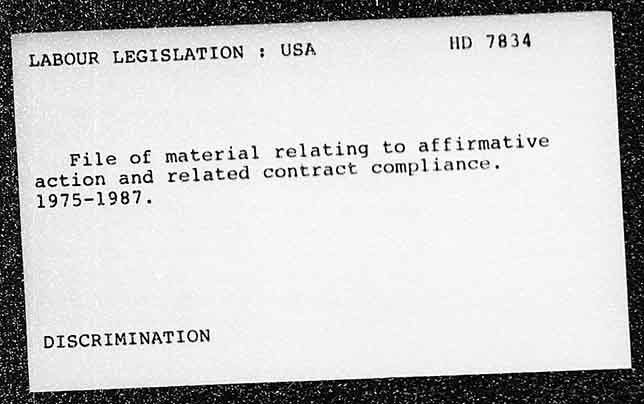 LABOUR LEGISLATION : USA HD 7834
File of material relating to affirmative
action and related contract compliance.
1975-1987.
DISCRIMINATION